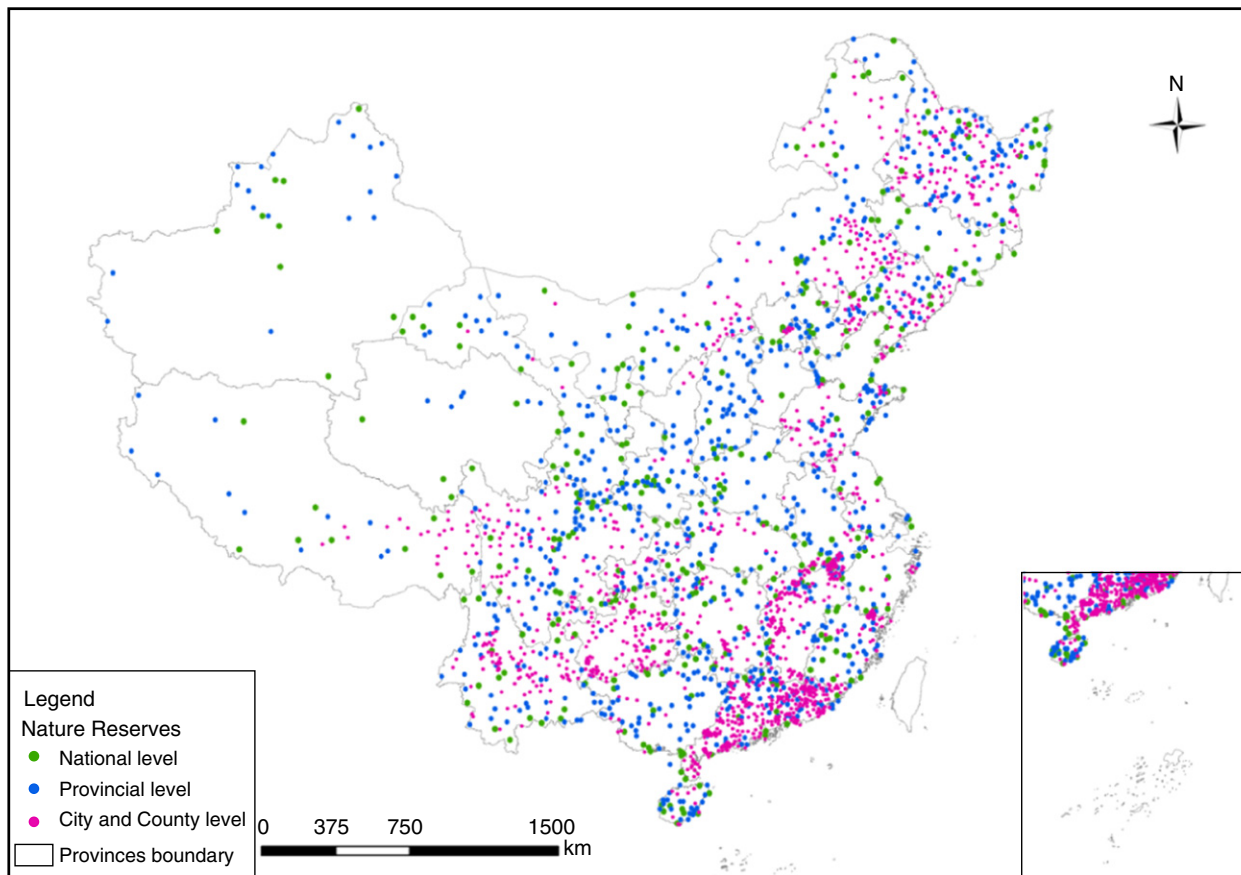 N
Legend
Nature Reserves
National level
Provincial level
City and County level
Provinces boundary
0 375 750 1500
km